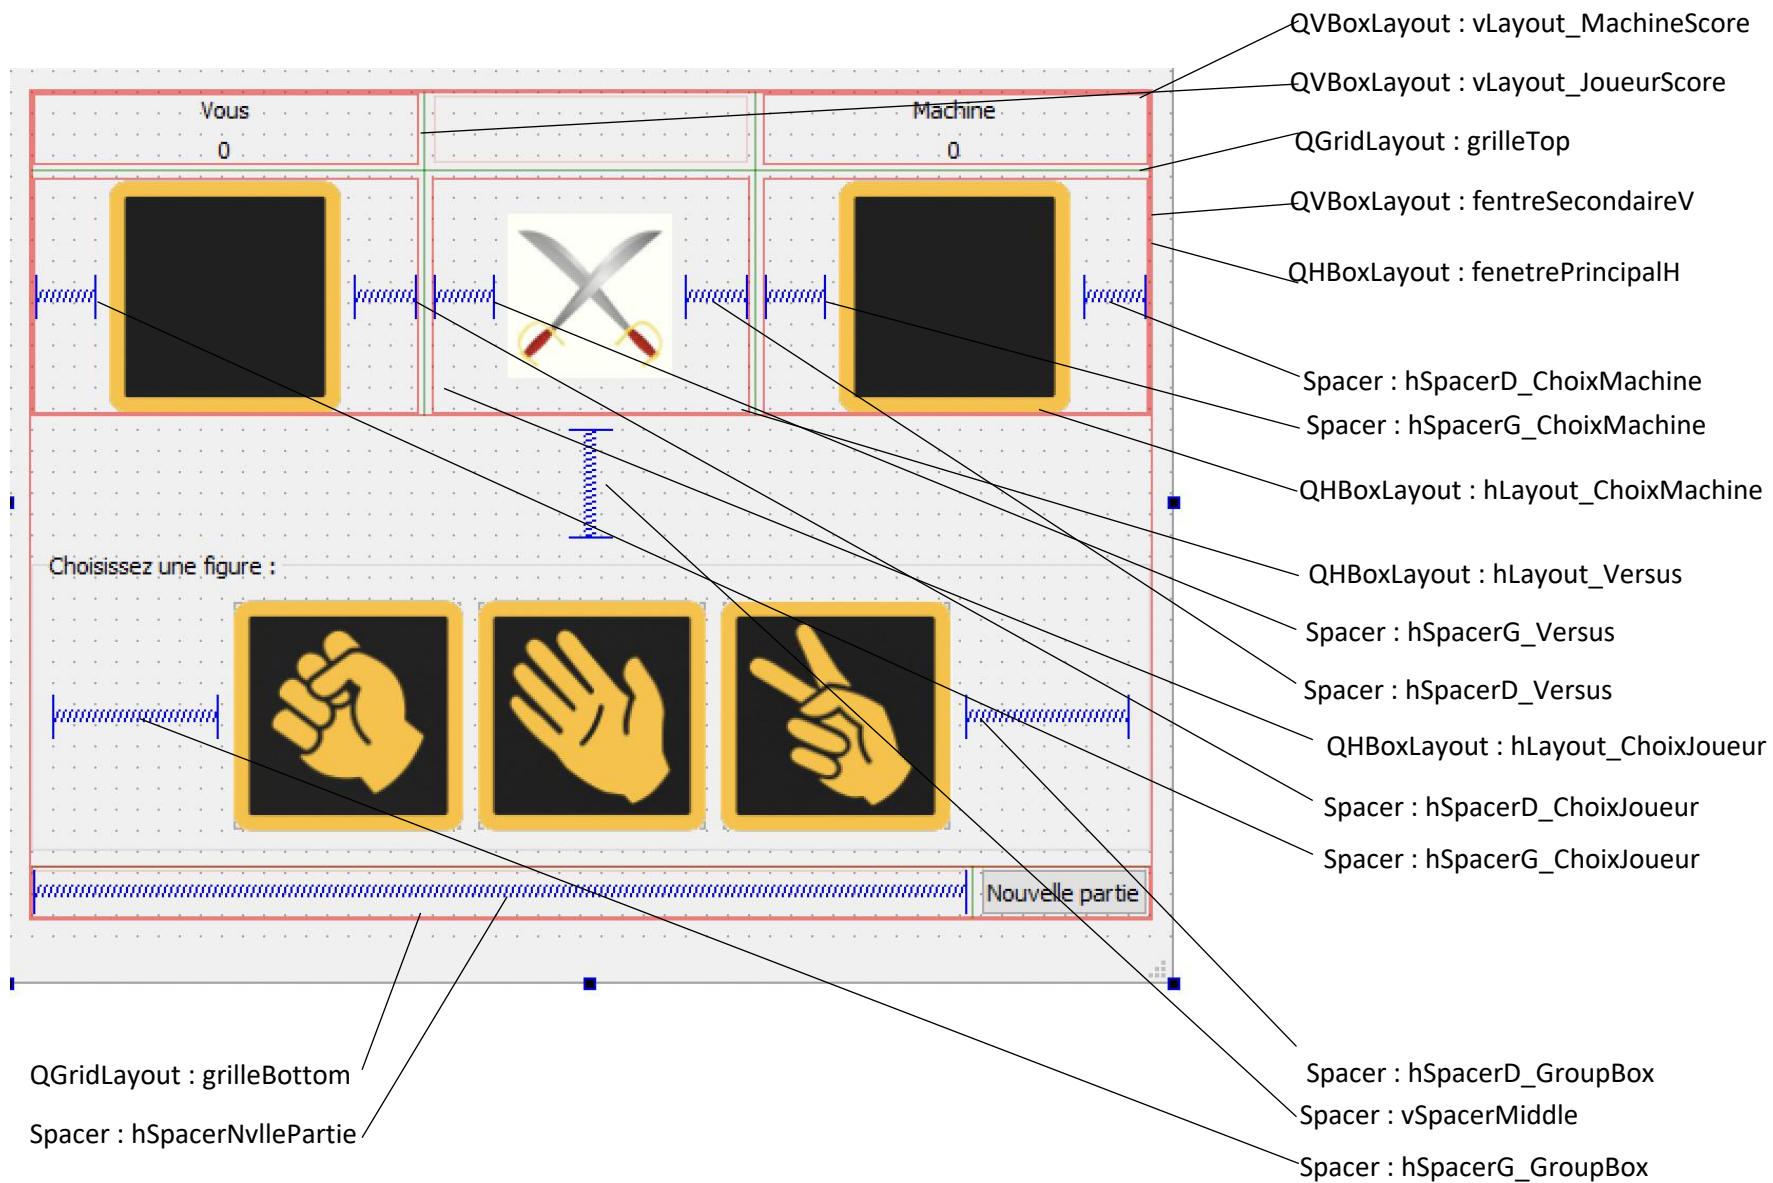 QVBoxLayout : vLayout_MachineScore
QVBoxLayout : vLayout_JoueurScore
QGridLayout : grilleTop
QVBoxLayout : fentreSecondaireV
QHBoxLayout : fenetrePrincipalH
Vous
0
Machine
0
Spacer : hSpacerD_ChoixMachine
Spacer : hSpacerG_ChoixMachine
QHBoxLayout : hLayout_ChoixMachine
Choisissez une figure :
QHBoxLayout : hLayout_Versus
Spacer : hSpacerG_Versus
Spacer : hSpacerD_Versus
QHBoxLayout : hLayout_ChoixJoueur
Spacer : hSpacerD_ChoixJoueur
Spacer : hSpacerG_ChoixJoueur
Nouvelle partie
QGridLayout : grilleBottom
Spacer : hSpacerNvllePartie
Spacer : hSpacerD_GroupBox
Spacer : vSpacerMiddle
Spacer : hSpacerG_GroupBox